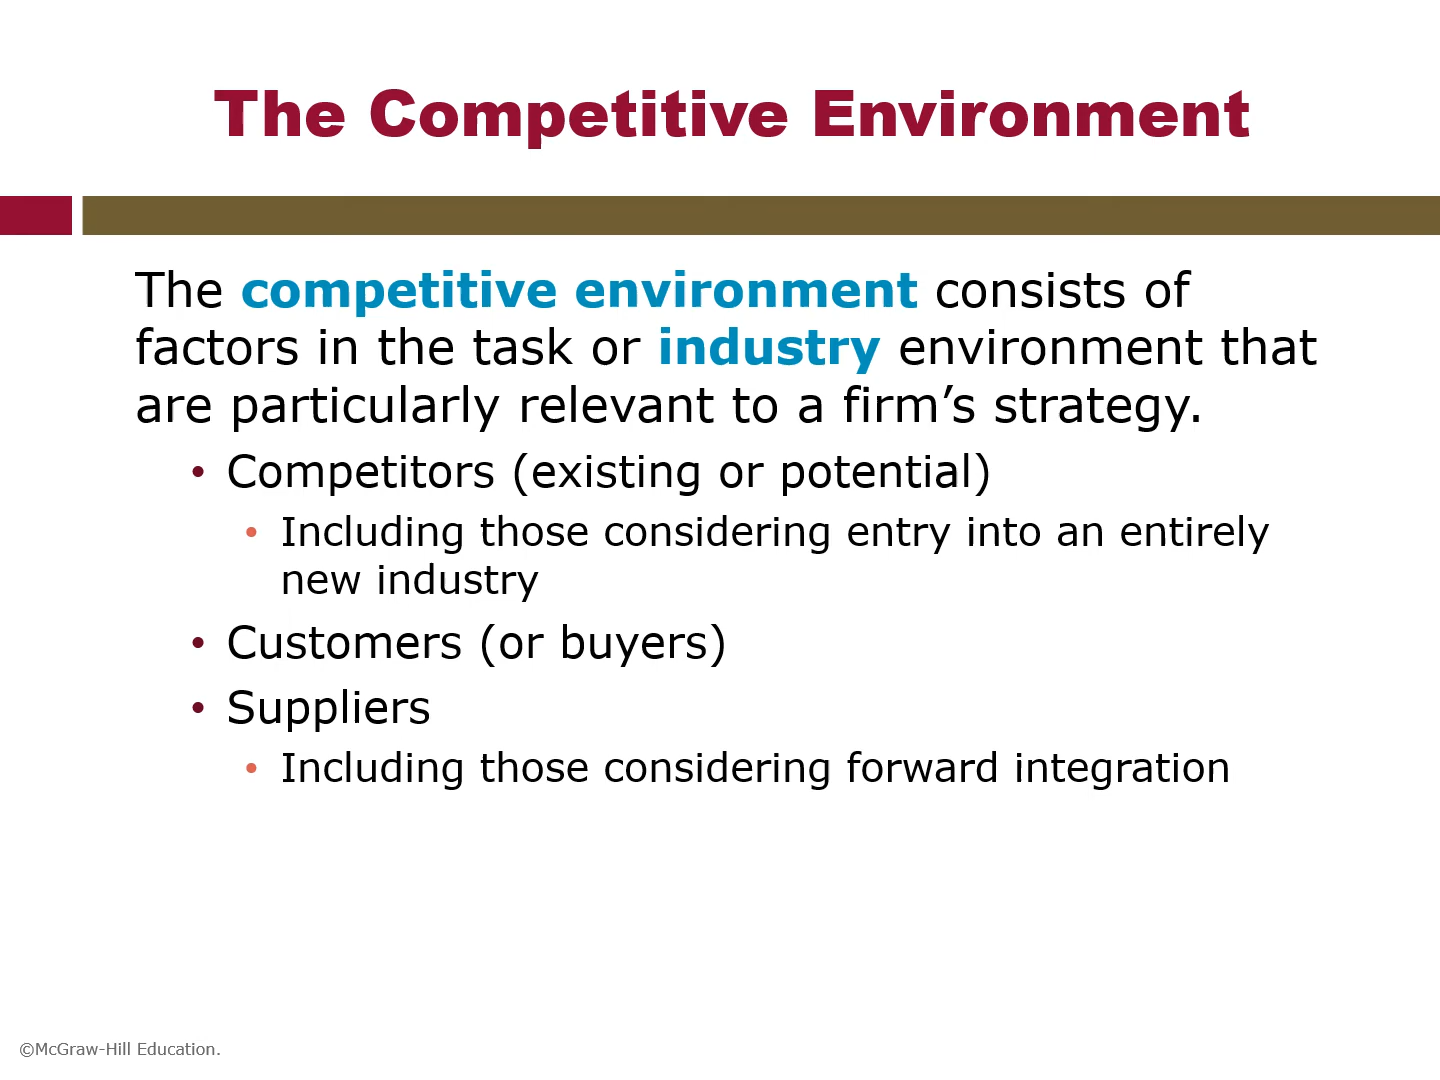 The Competitive Environment
The competitive environment consists of
factors in the task or industry environment that
are particularly relevant to a firm’s strategy.
• Competitors (existing or potential)
• Including those considering entry into an entirely
new industry
• Customers (or buyers)
• Suppliers
• Including those considering forward integration
©McGraw-Hill Education.